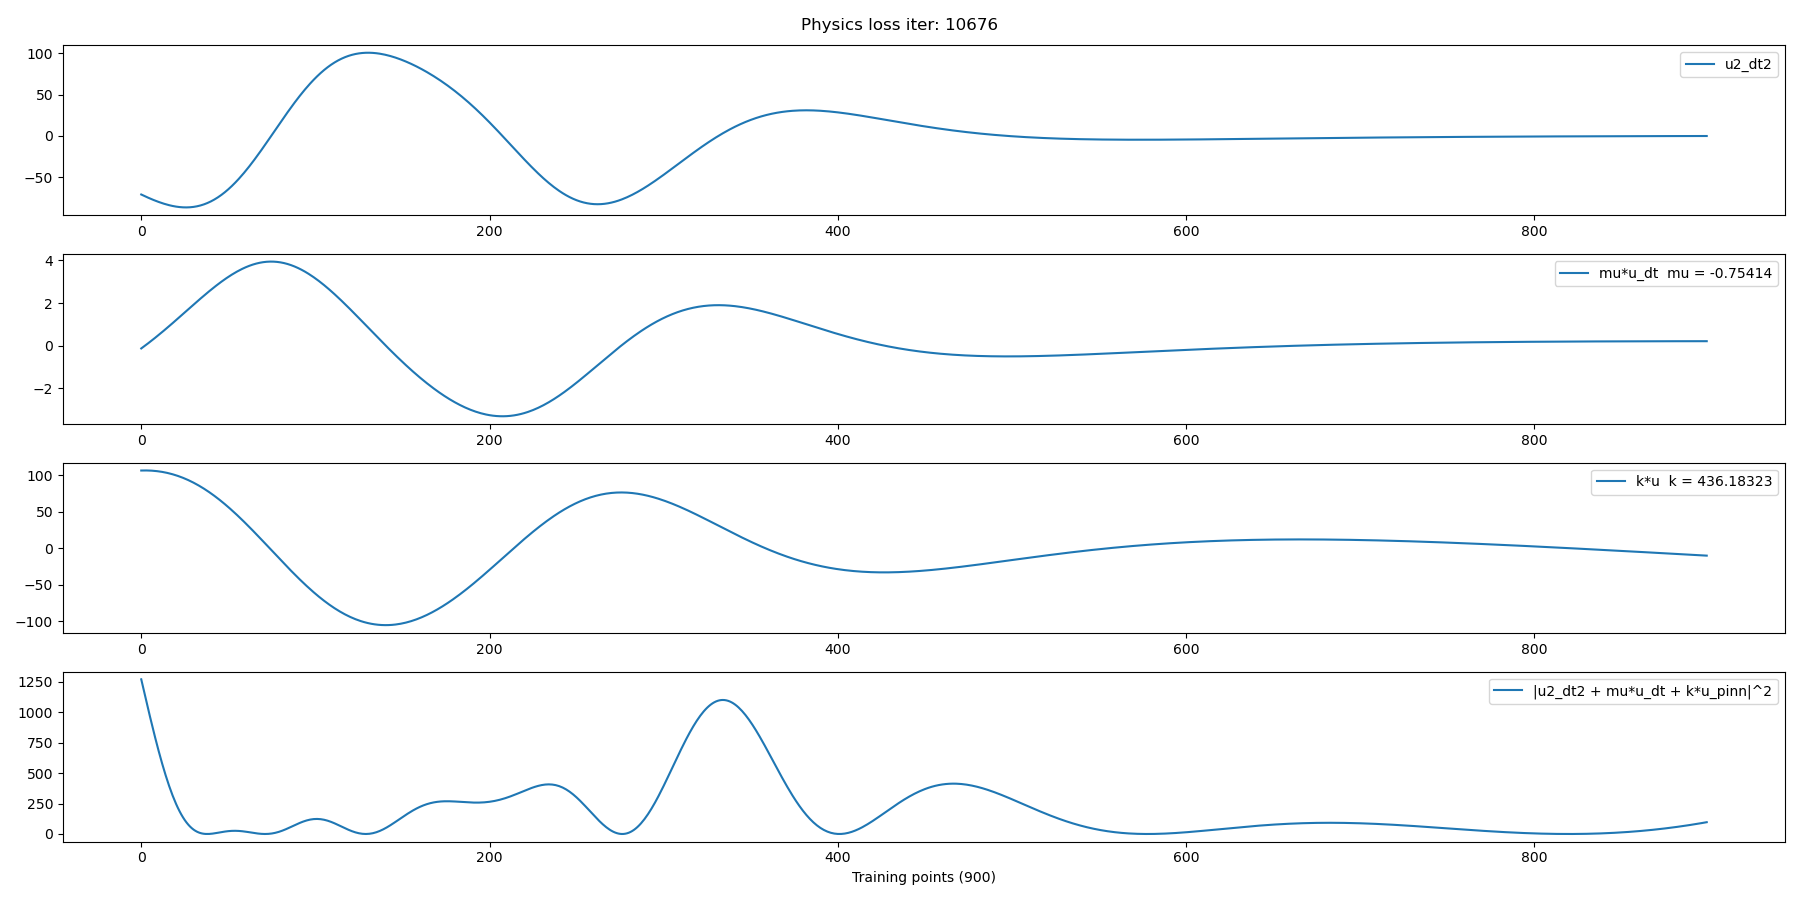 Physics loss iter: 10676
100
50
0
−50
u2_dt2
0 200 400 600 800
4
2
0
−2
mu*u_dt  mu = -0.75414
0 200 400 600 800
100
50
0
−50
−100
k*u  k = 436.18323
0 200 400 600 800
1250
1000
750
500
250
0
|u2_dt2 + mu*u_dt + k*u_pinn|^2
0 200 400 600 800
Training points (900)